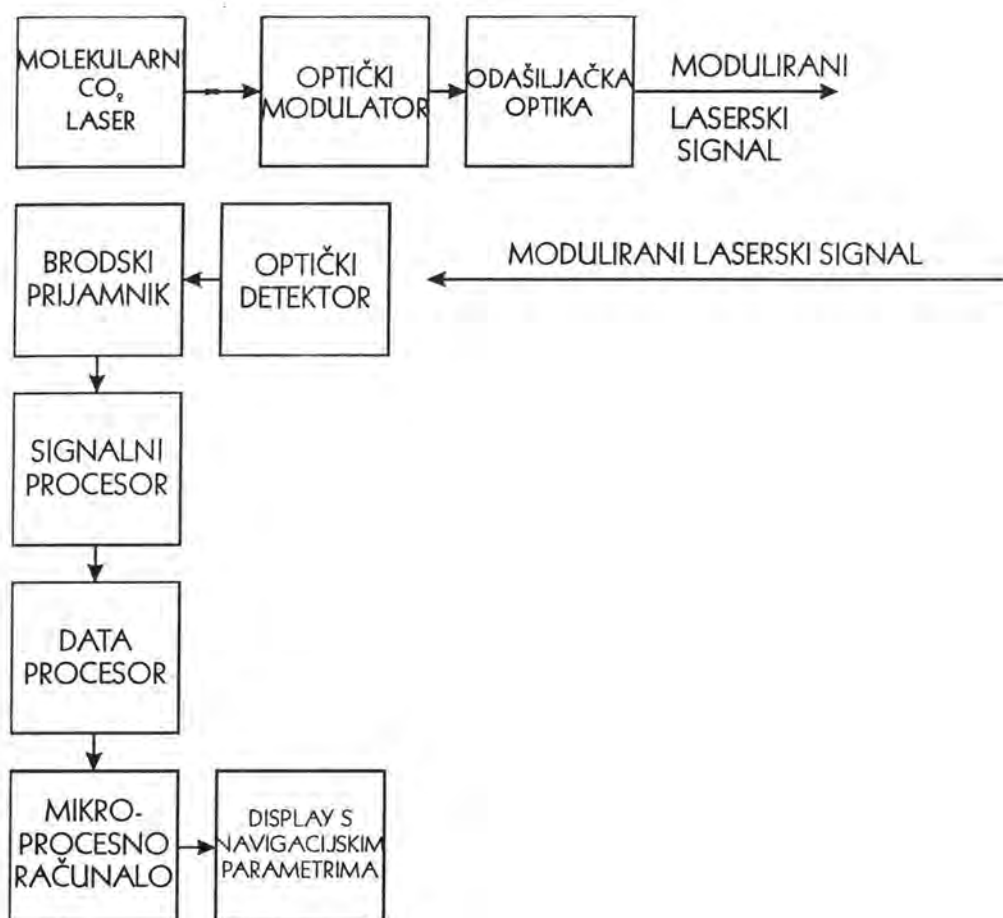 MOLEKULARNI
CO₂
LASER
OPTIČKI
MODULATOR
ODAŠILJAČKA
OPTIKA
MODULIRANI
LASERSKI
SIGNAL
BRODSKI
PRIJAMNIK
OPTIČKI
DETEKTOR
MODULIRANI LASERSKI SIGNAL
SIGNALNI
PROCESOR
DATA
PROCESOR
MIKRO-
PROCESNO
RAČUNALO
DISPLAY S
NAVIGACIJSKIM
PARAMETRIMA